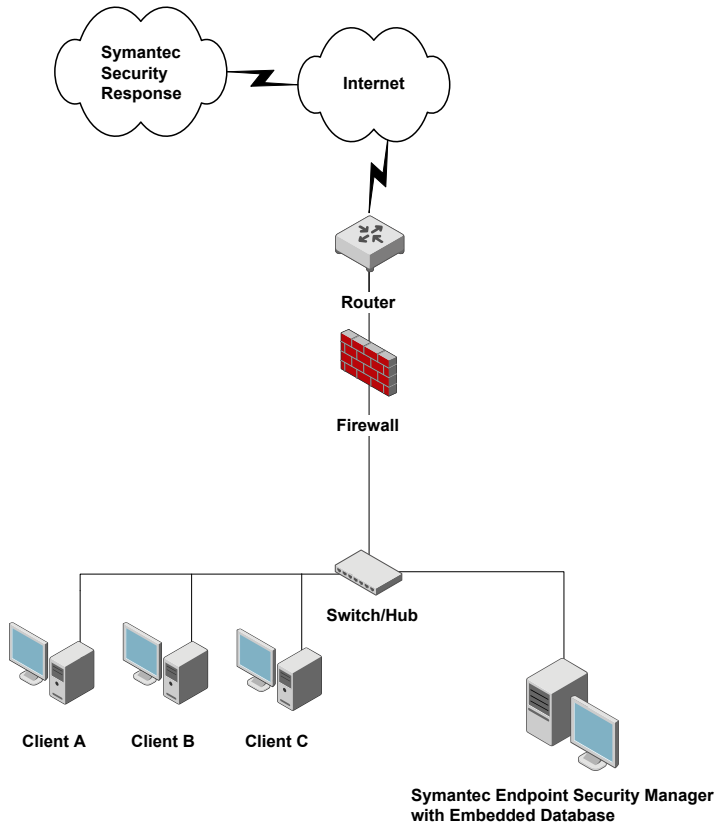 Symantec
Security
Response
Internet
Router
Firewall
Switch/Hub
Client A
Client B
Client C
Symantec Endpoint Security Manager
with Embedded Database